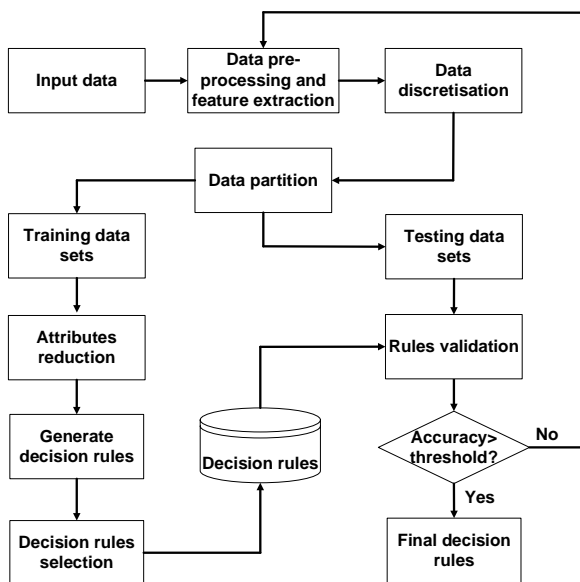 Input data
Data pre-
processing and
feature extraction
Data
discretisation
Data partition
Training data
sets
Testing data
sets
Attributes
reduction
Rules validation
Generate
decision rules
Decision rules
Accuracy>
threshold?
No
Yes
Decision rules
selection
Final decision
rules